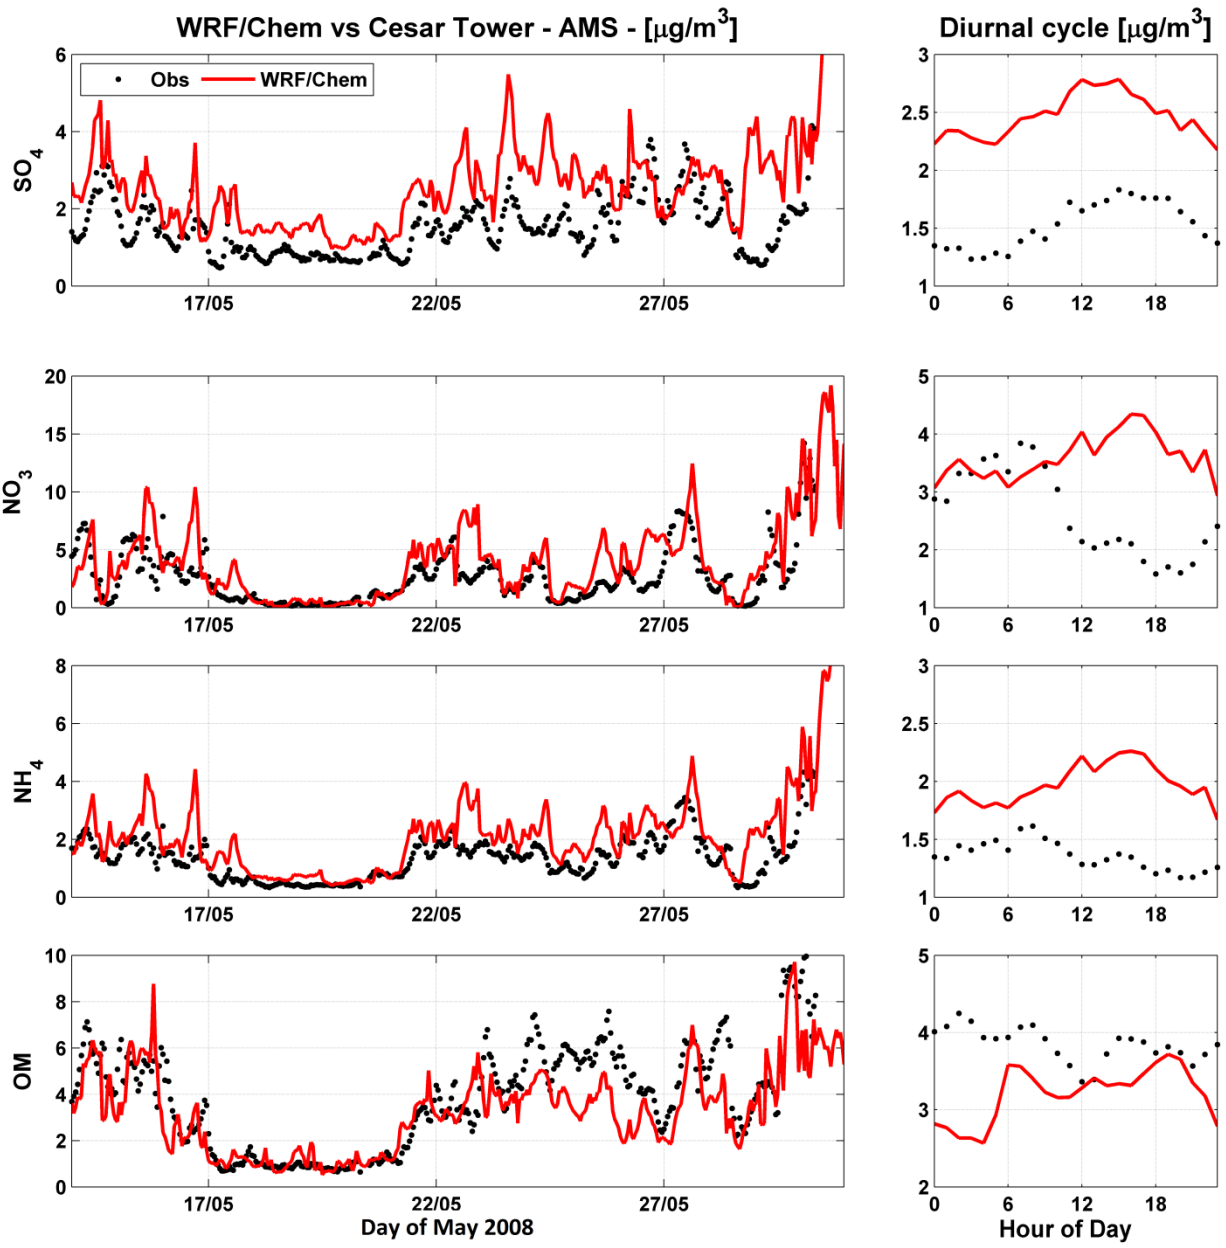 WRF/Chem vs Cesar Tower - AMS - [μg/m³]
Diurnal cycle [μg/m³]
Obs WRF/Chem
SO₄
6
4
2
0
17/05 22/05 27/05
3
2.5
2
1.5
1
0 6 12 18
NO₃
20
15
10
5
0
17/05 22/05 27/05
5
4
3
2
1
0 6 12 18
NH₄
8
6
4
2
0
17/05 22/05 27/05
3
2.5
2
1.5
1
0 6 12 18
OM
10
8
6
4
2
0
17/05 22/05 27/05
Day of May 2008
5
4
3
2
0 6 12 18
Hour of Day